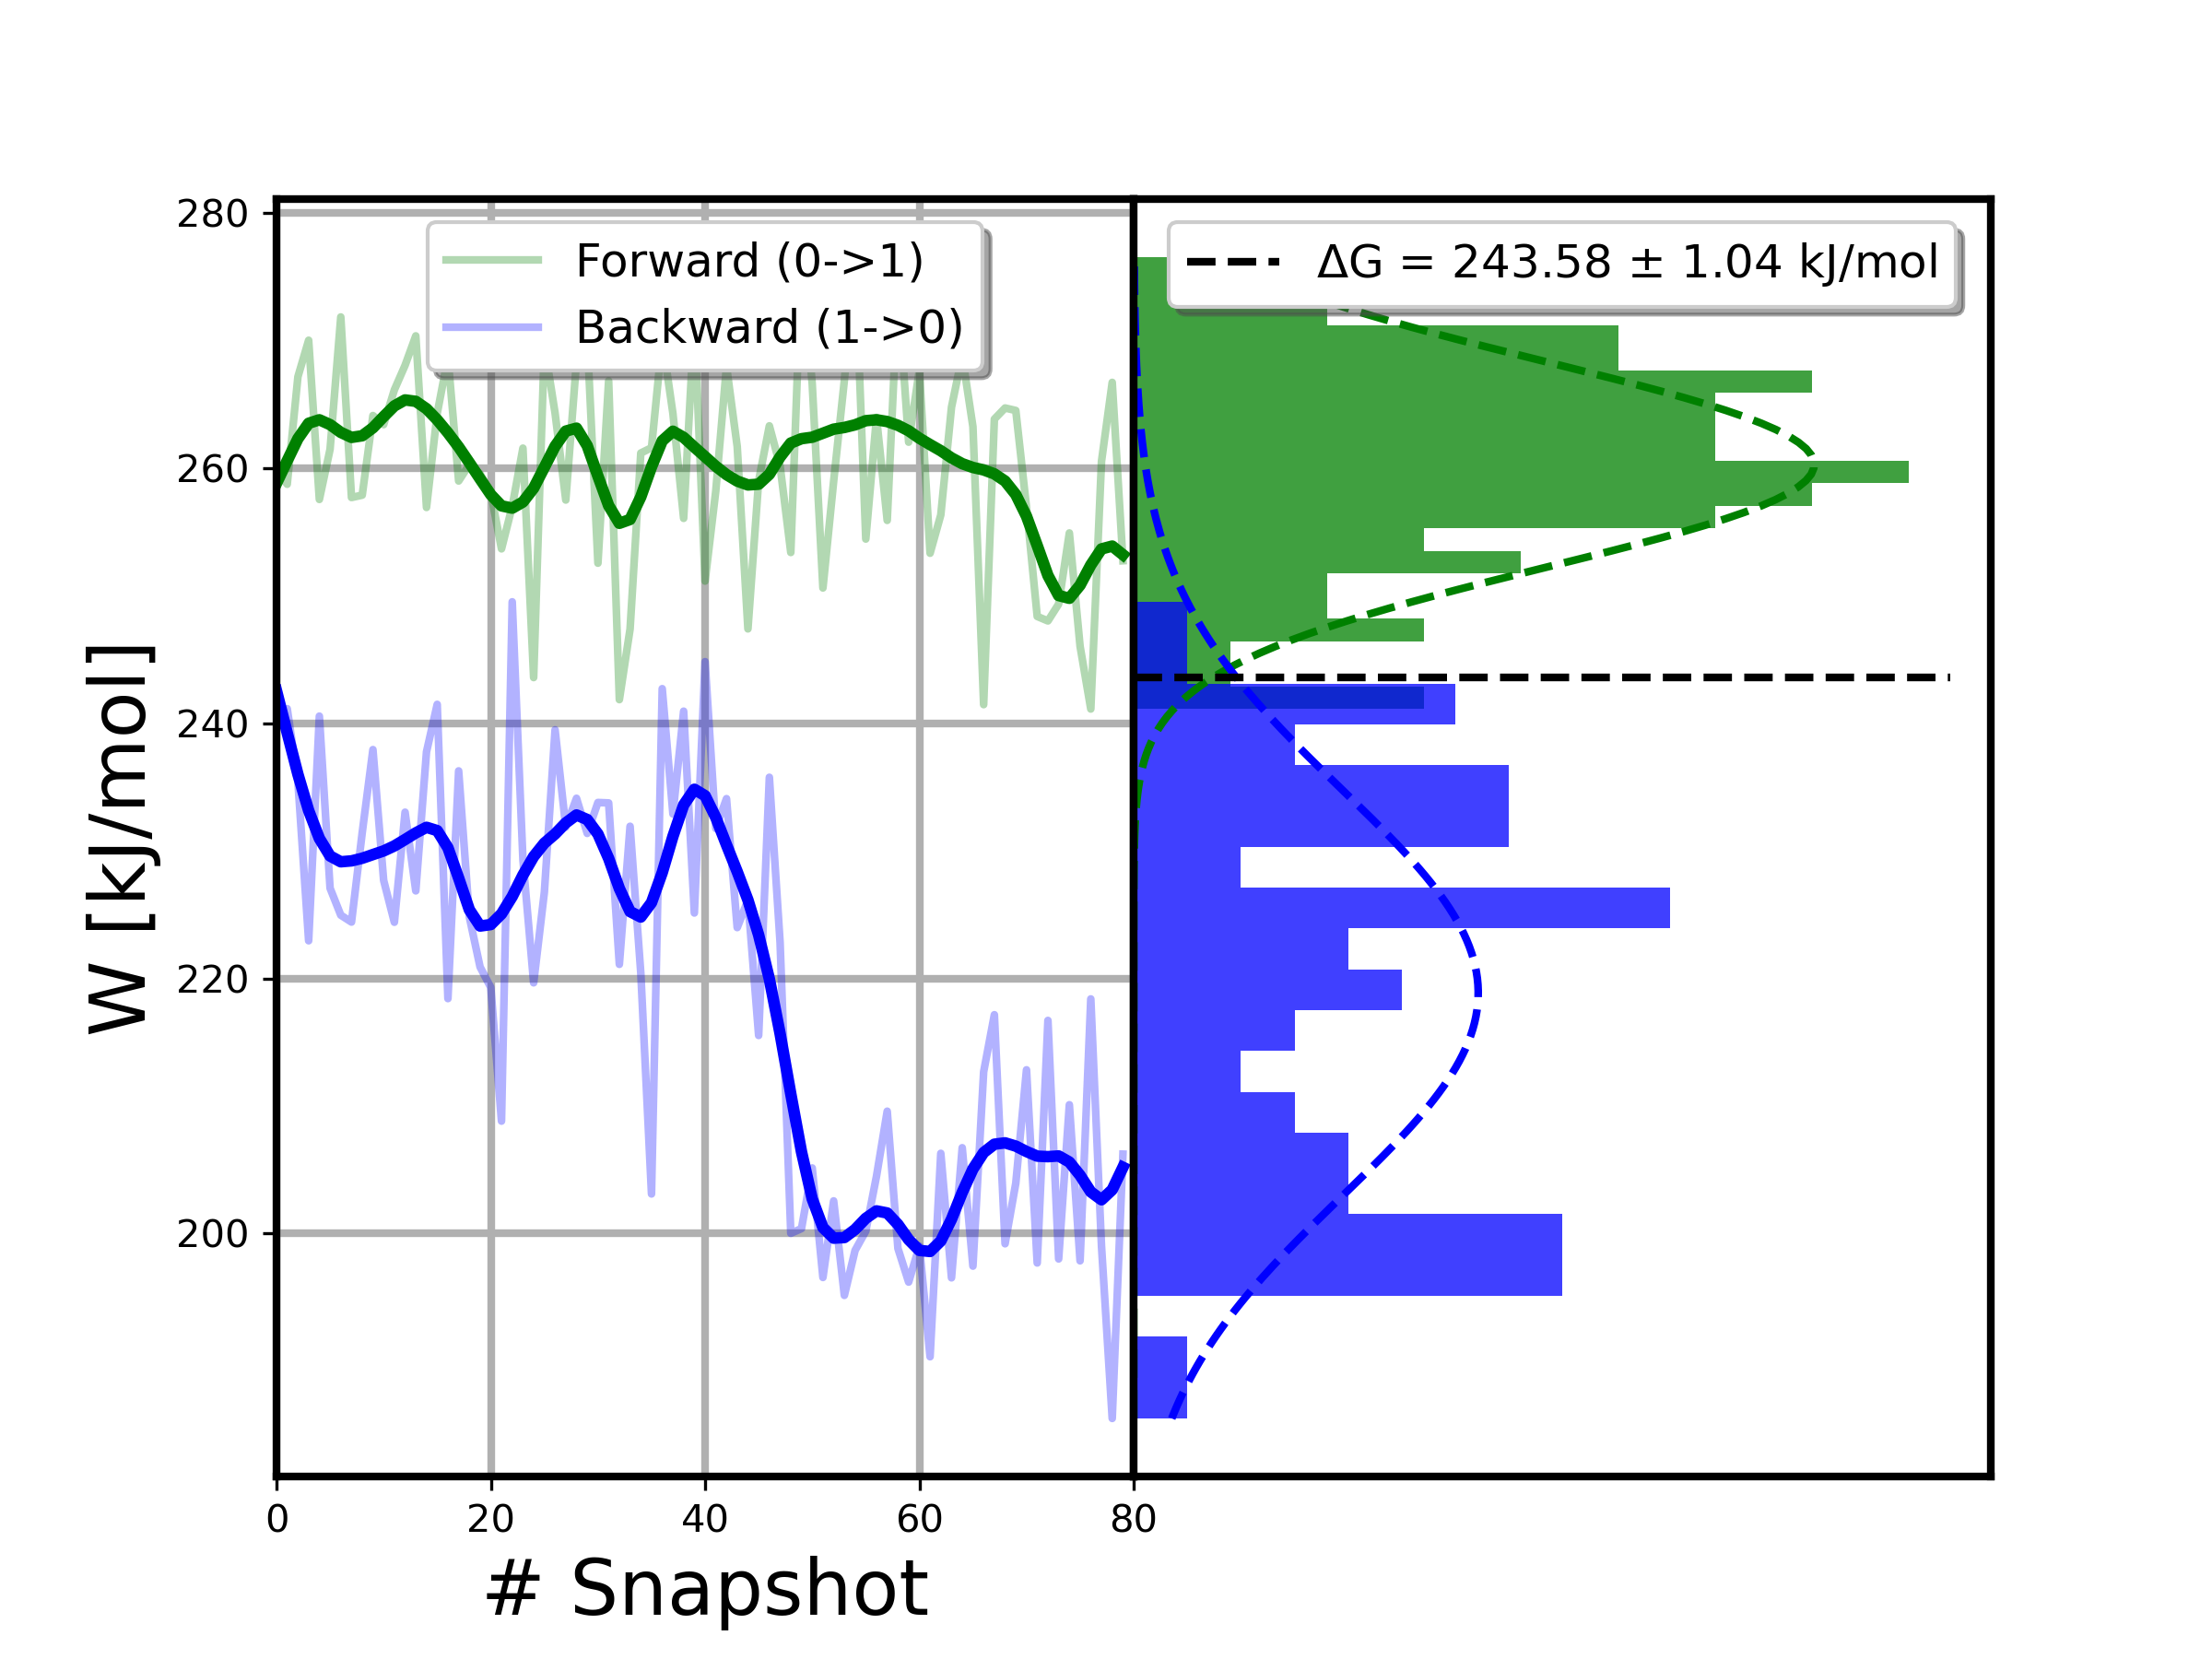 280
260
240
220
200
W [kJ/mol]
Forward (0->1)
Backward (1->0)
ΔG = 243.58 ± 1.04 kJ/mol
0 20 40 60 80
# Snapshot